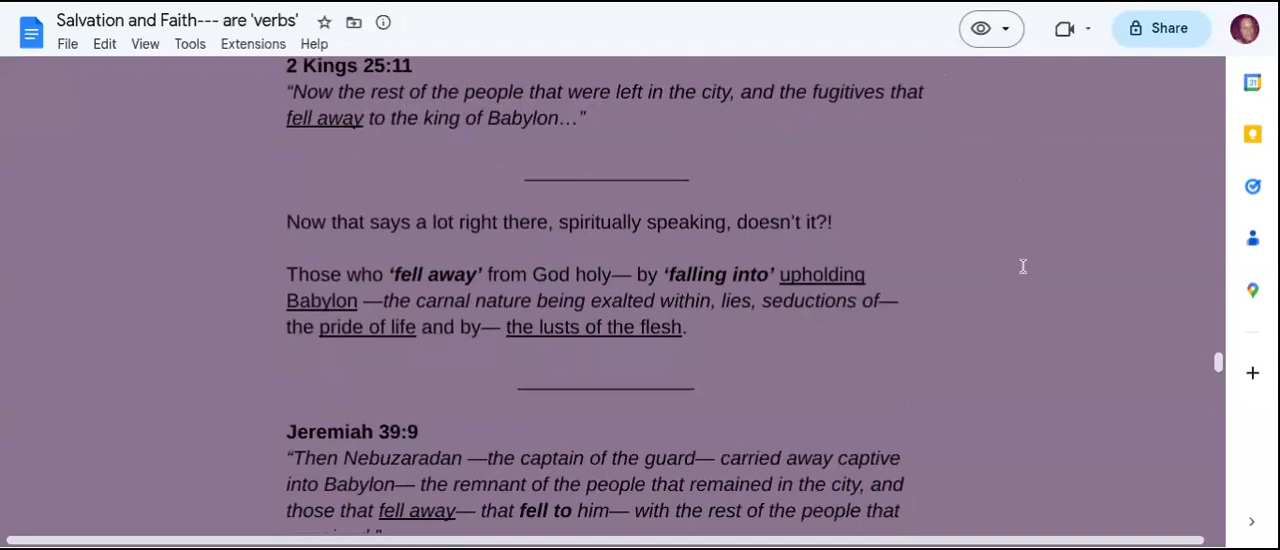 Salvation and Faith--- are 'verbs'
File Edit View Tools Extensions Help
Share
31
2 Kings 25:11
“Now the rest of the people that were left in the city, and the fugitives that
fell away to the king of Babylon…”
Now that says a lot right there, spiritually speaking, doesn’t it?!
Those who ‘fell away’ from God holy— by ‘falling into’ upholding
Babylon —the carnal nature being exalted within, lies, seductions of—
the pride of life and by— the lusts of the flesh.
Jeremiah 39:9
“Then Nebuzaradan —the captain of the guard— carried away captive
into Babylon— the remnant of the people that remained in the city, and
those that fell away— that fell to him— with the rest of the people that